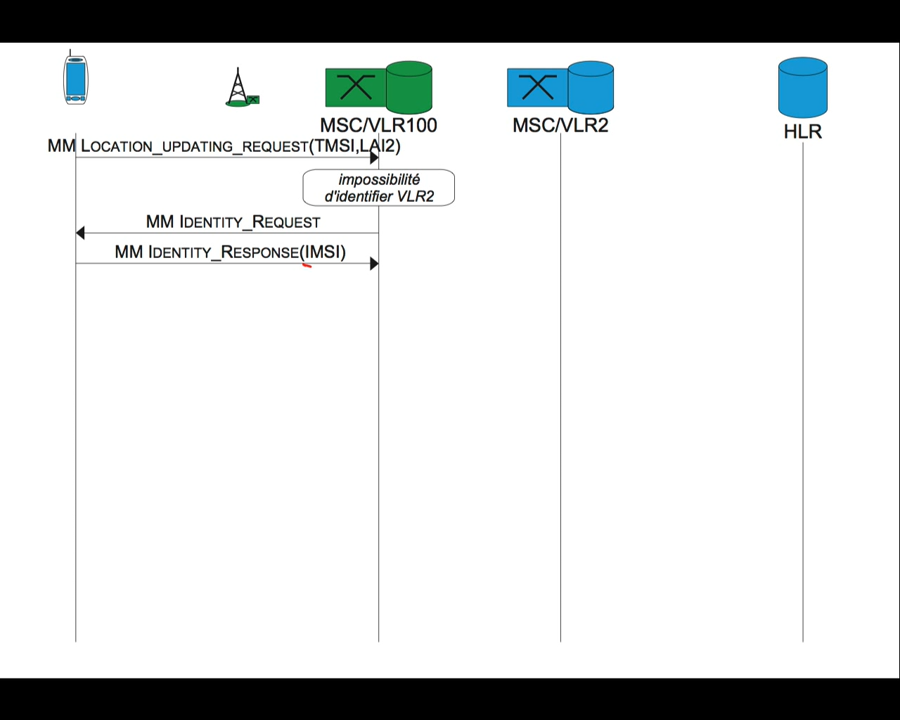 MSC/VLR100
MSC/VLR2
HLR
MM LOCATION_UPDATING_REQUEST(TMSI,LAI2)
impossibilité
d'identifier VLR2
MM IDENTITY_REQUEST
MM IDENTITY_RESPONSE(IMSI)